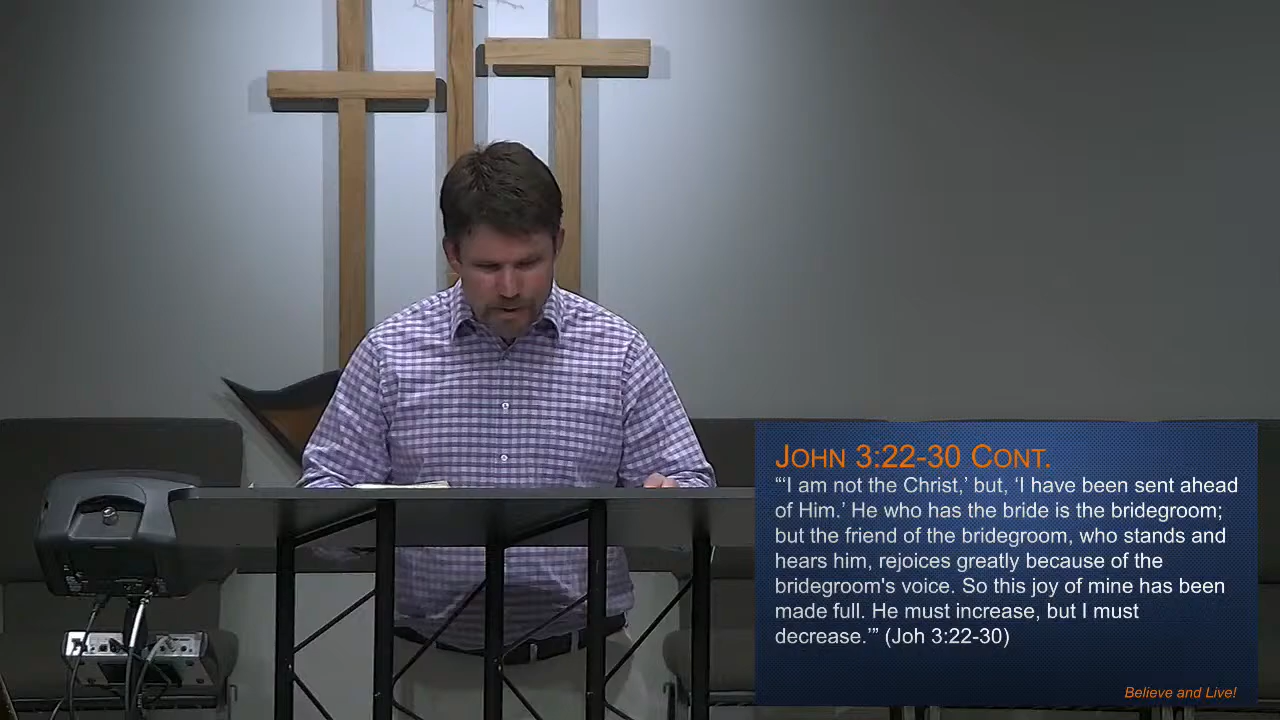 JOHN 3:22-30 CONT.
“‘I am not the Christ,’ but, ‘I have been sent ahead
of Him.’ He who has the bride is the bridegroom;
but the friend of the bridegroom, who stands and
hears him, rejoices greatly because of the
bridegroom's voice. So this joy of mine has been
made full. He must increase, but I must
decrease.’” (Joh 3:22-30)
Believe and Live!